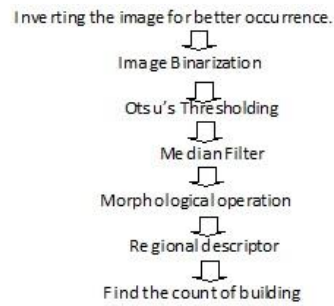 Inverting the image for better occurrence.
Image Binarization
Otsu's Thresholding
Median Filter
Morphological operation
Regional descriptor
Find the count of building